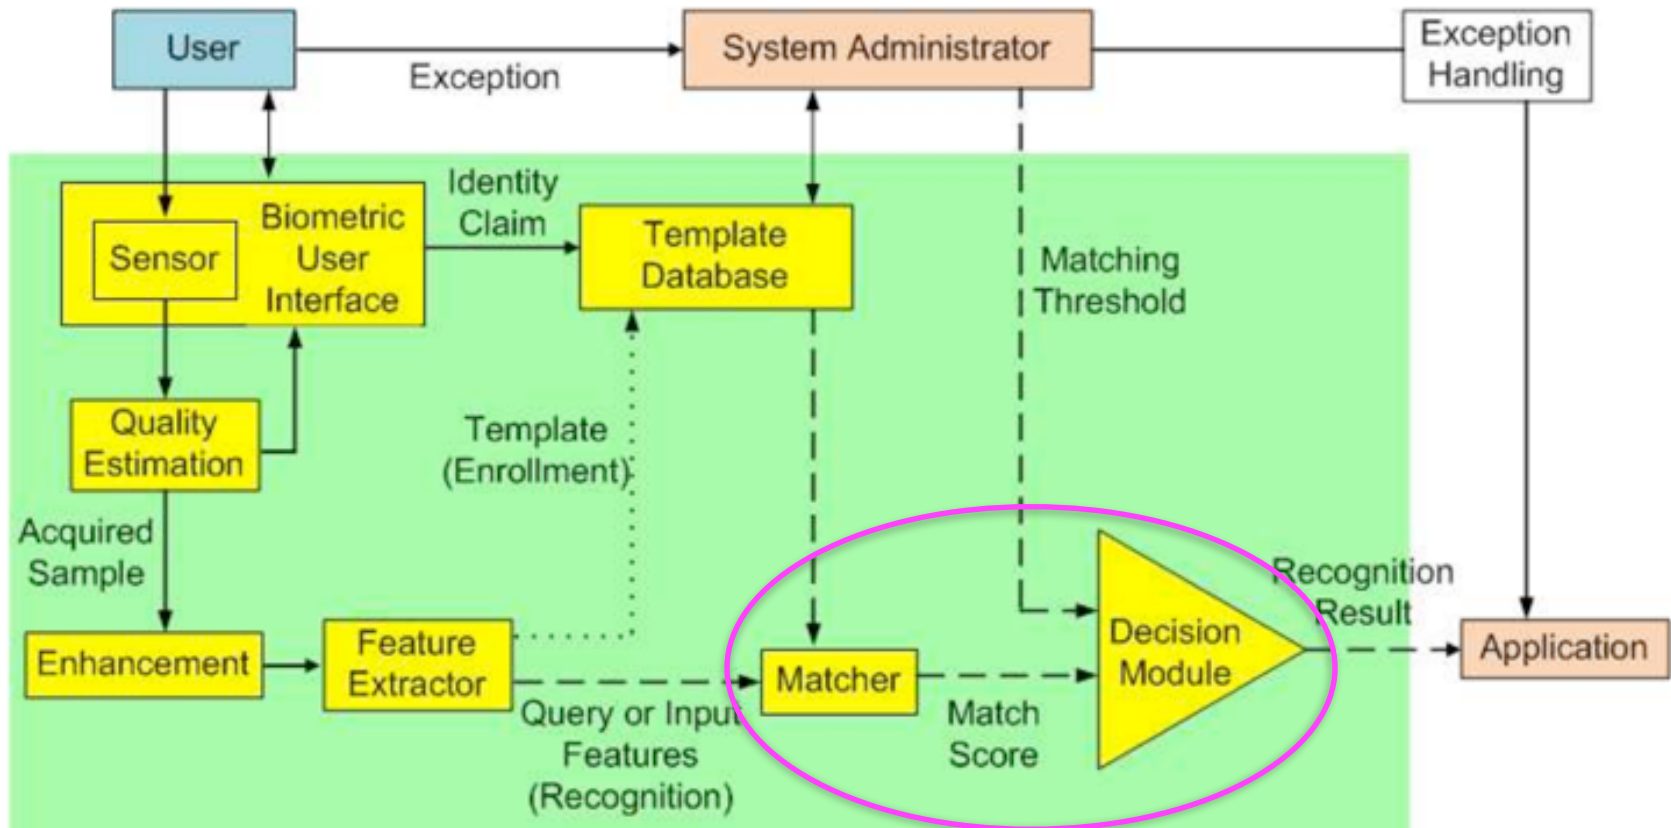 User
Exception
System Administrator
Exception
Handling
Identity
Claim
Sensor
Biometric
User
Interface
Template
Database
Matching
Threshold
Quality
Estimation
Template
(Enrollment)
Acquired
Sample
Enhancement
Feature
Extractor
Query or Input
Features
(Recognition)
Matcher
Match
Score
Decision
Module
Recognition
Result
Application